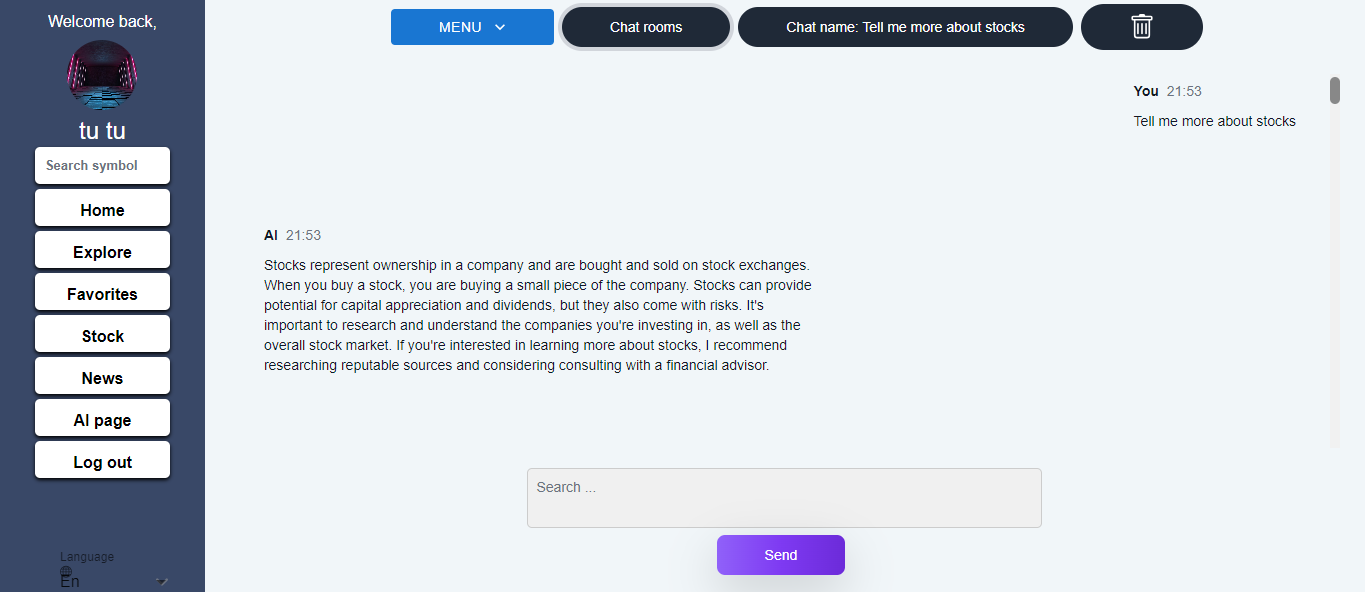 Welcome back,
tu tu
Search symbol
Home
Explore
Favorites
Stock
News
AI page
Log out
Language
En
MENU
Chat rooms
Chat name: Tell me more about stocks
You 21:53
Tell me more about stocks
AI 21:53
Stocks represent ownership in a company and are bought and sold on stock exchanges.
When you buy a stock, you are buying a small piece of the company. Stocks can provide
potential for capital appreciation and dividends, but they also come with risks. It's
important to research and understand the companies you're investing in, as well as the
overall stock market. If you're interested in learning more about stocks, I recommend
researching reputable sources and considering consulting with a financial advisor.
Search ...
Send